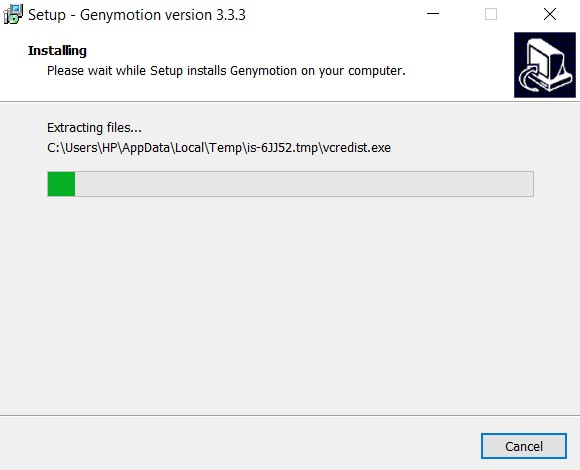 Setup - Genymotion version 3.3.3
Installing
Please wait while Setup installs Genymotion on your computer.
Extracting files...
C:\Users\HP\AppData\Local\Temp\is-6JJ52.tmp\vcredist.exe
Cancel